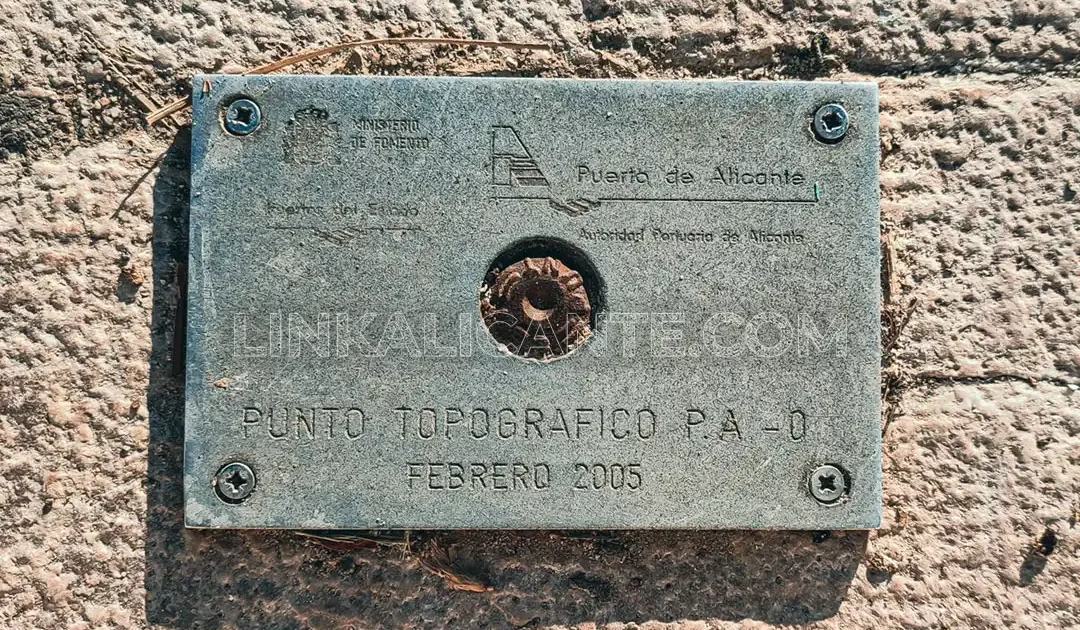 MINISTERIO
DE FOMENTO
Puerto de Alicante
Puertos del Estado
Autoridad Portuaria de Alicante
LINKALICANTE.COM
PUNTO TOPOGRAFICO P.A -0
FEBRERO 2005